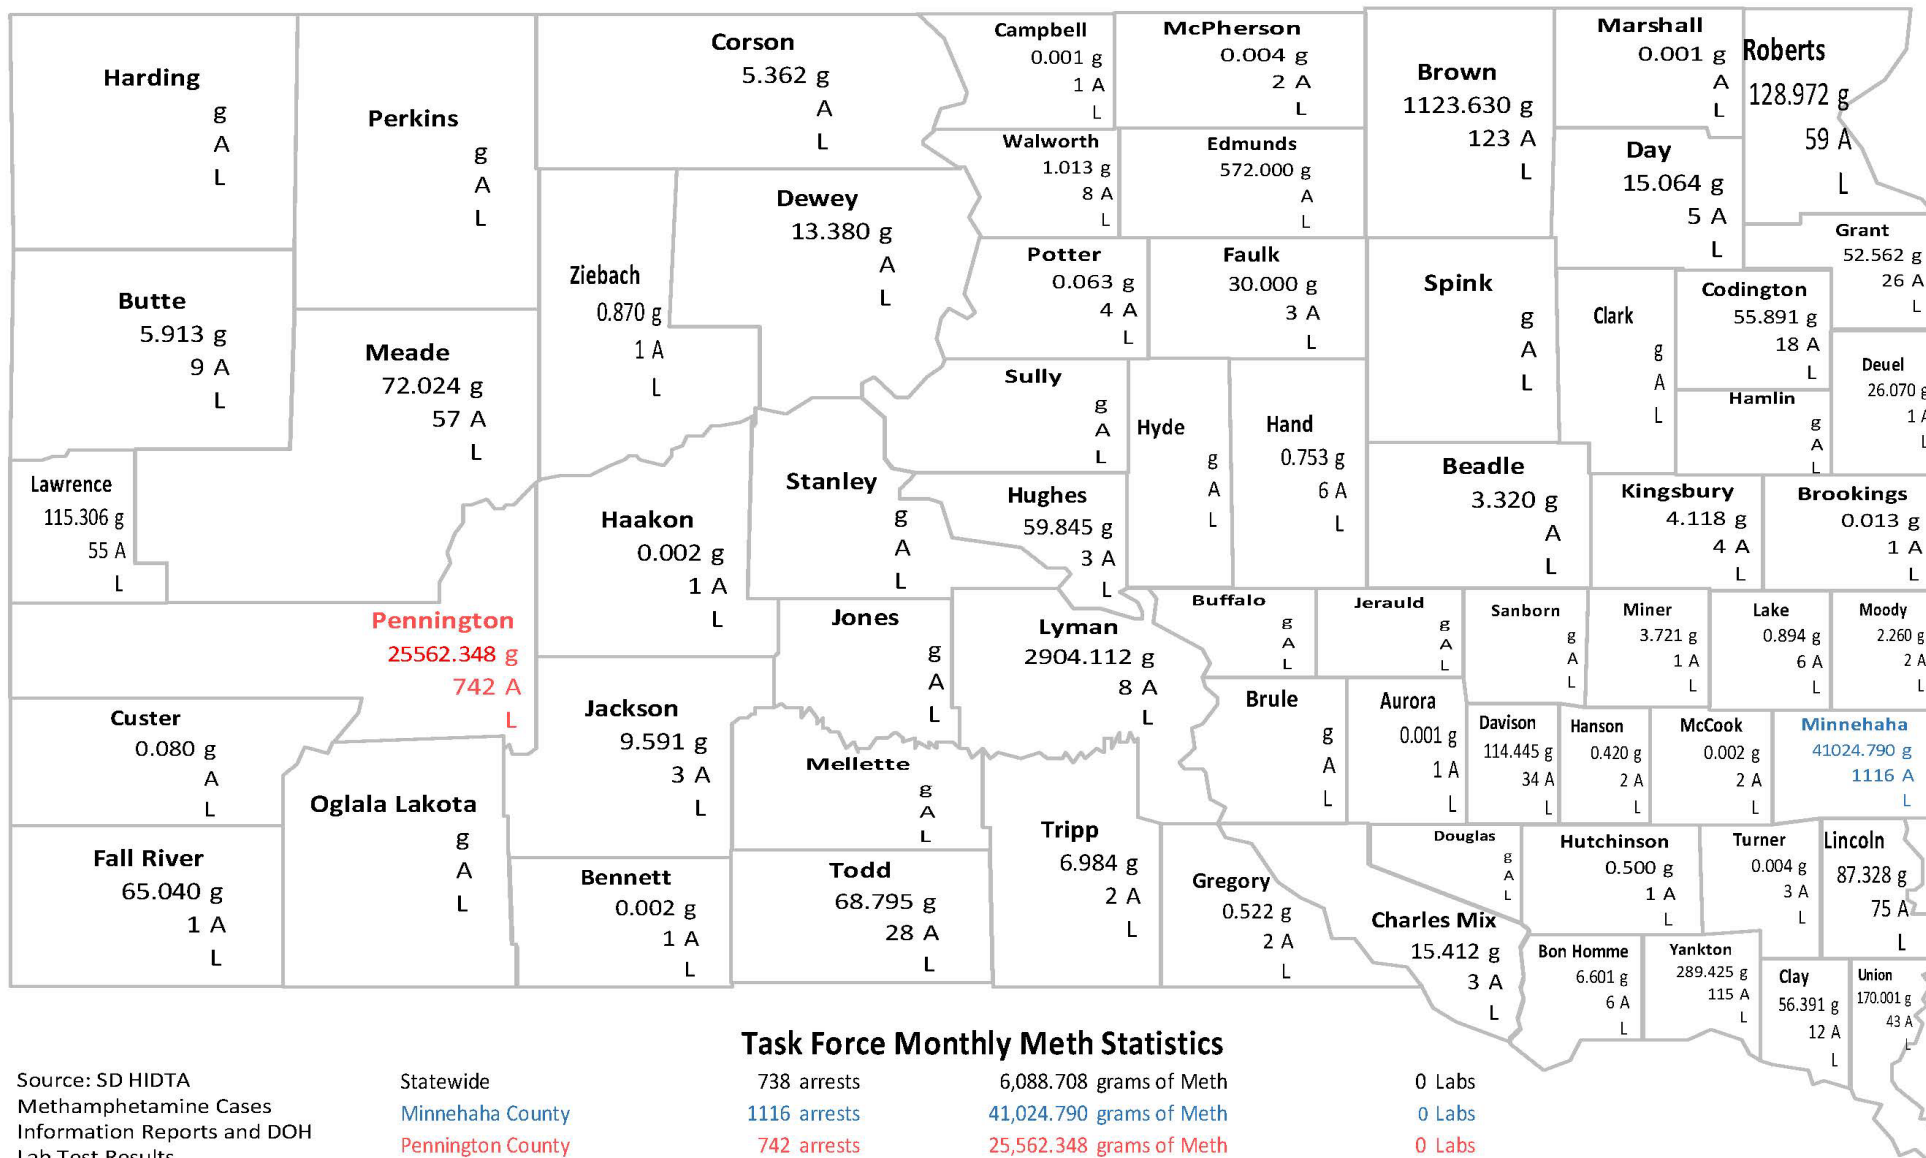 Harding
g
A
L
Perkins
g
A
L
Corson
5.362 g
A
L
Campbell
0.001 g
1 A
L
McPherson
0.004 g
2 A
L
Brown
1123.630 g
123 A
L
Marshall
0.001 g
A
L
Roberts
128.972 g
59 A
L
Walworth
1.013 g
8 A
L
Edmunds
572.000 g
A
L
Day
15.064 g
5 A
L
Dewey
13.380 g
A
L
Ziebach
0.870 g
1 A
L
Grant
52.562 g
26 A
L
Butte
5.913 g
9 A
L
Meade
72.024 g
57 A
L
Potter
0.063 g
4 A
L
Faulk
30.000 g
3 A
L
Spink
g
A
L
Clark
g
A
L
Codington
55.891 g
18 A
L
Deuel
26.070 g
1 A
L
Hamlin
g
A
L
Sully
g
A
L
Hyde
g
A
L
Hand
0.753 g
6 A
L
Lawrence
115.306 g
55 A
L
Haakon
0.002 g
1 A
L
Stanley
g
A
L
Hughes
59.845 g
3 A
L
Beadle
3.320 g
A
L
Kingsbury
4.118 g
4 A
L
Brookings
0.013 g
1 A
L
Pennington
25562.348 g
742 A
L
Jones
g
A
L
Lyman
2904.112 g
8 A
L
Buffalo
g
A
L
Jerauld
g
A
L
Sanborn
g
A
L
Miner
3.721 g
1 A
L
Lake
0.894 g
6 A
L
Moody
2.260 g
2 A
L
Custer
0.080 g
A
L
Jackson
9.591 g
3 A
L
Mellette
g
A
L
Brule
g
A
L
Aurora
0.001 g
1 A
L
Davison
114.445 g
34 A
L
Hanson
0.420 g
2 A
L
McCook
0.002 g
2 A
L
Minnehaha
41024.790 g
1116 A
L
Oglala Lakota
g
A
L
Fall River
65.040 g
1 A
L
Bennett
0.002 g
1 A
L
Todd
68.795 g
28 A
L
Tripp
6.984 g
2 A
L
Gregory
0.522 g
2 A
L
Charles Mix
15.412 g
3 A
L
Douglas
g
A
L
Hutchinson
0.500 g
1 A
L
Turner
0.004 g
3 A
L
Lincoln
87.328 g
75 A
L
Bon Homme
6.601 g
6 A
L
Yankton
289.425 g
115 A
L
Clay
56.391 g
12 A
L
Union
170.001 g
43 A
L
Task Force Monthly Meth Statistics
Source: SD HIDTA
Methamphetamine Cases
Information Reports and DOH
Lab Test Results
Statewide 738 arrests 6,088.708 grams of Meth 0 Labs
Minnehaha County 1116 arrests 41,024.790 grams of Meth 0 Labs
Pennington County 742 arrests 25,562.348 grams of Meth 0 Labs